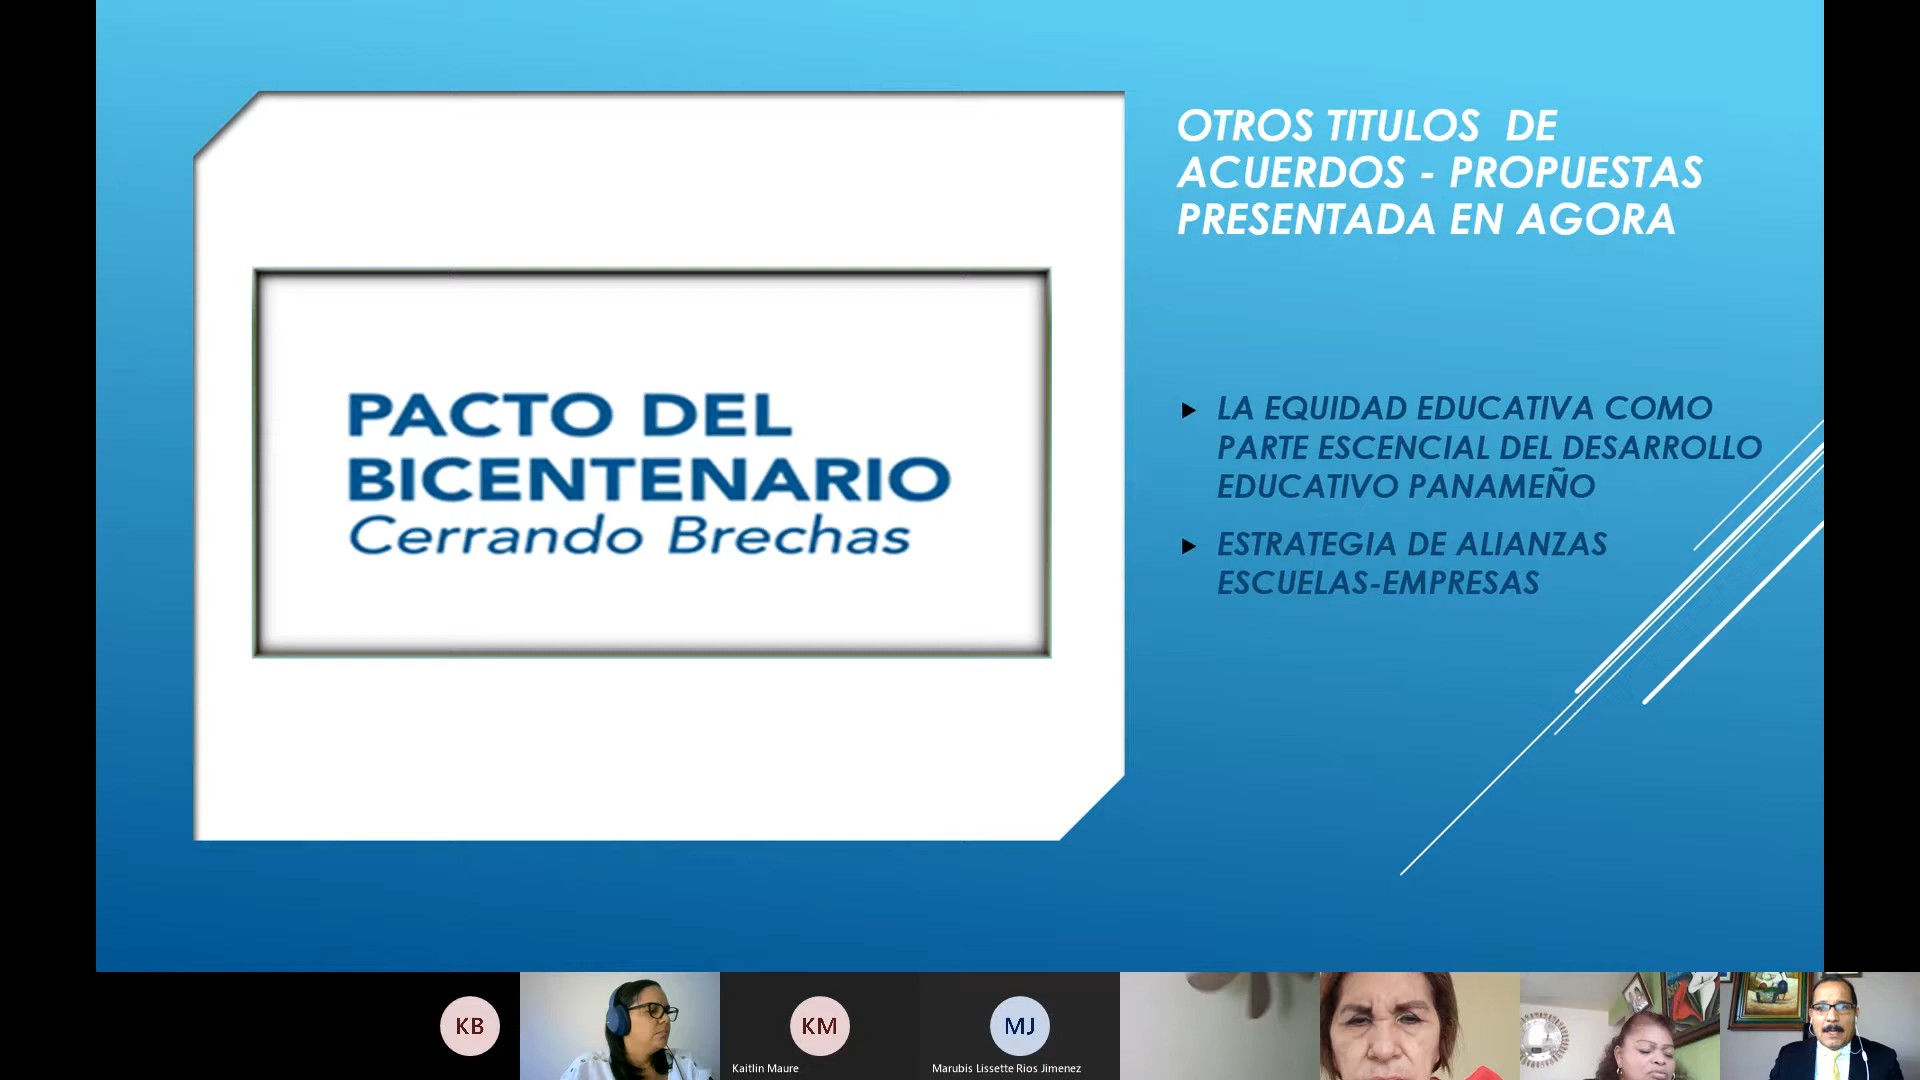 OTROS TITULOS DE
ACUERDOS - PROPUESTAS
PRESENTADA EN AGORA
PACTO DEL
BICENTENARIO
Cerrando Brechas
LA EQUIDAD EDUCATIVA COMO
PARTE ESCENCIAL DEL DESARROLLO
EDUCATIVO PANAMEÑO
ESTRATEGIA DE ALIANZAS
ESCUELAS-EMPRESAS
KB
KM
Kaitlin Maure
MJ
Marubis Lissette Rios Jimenez